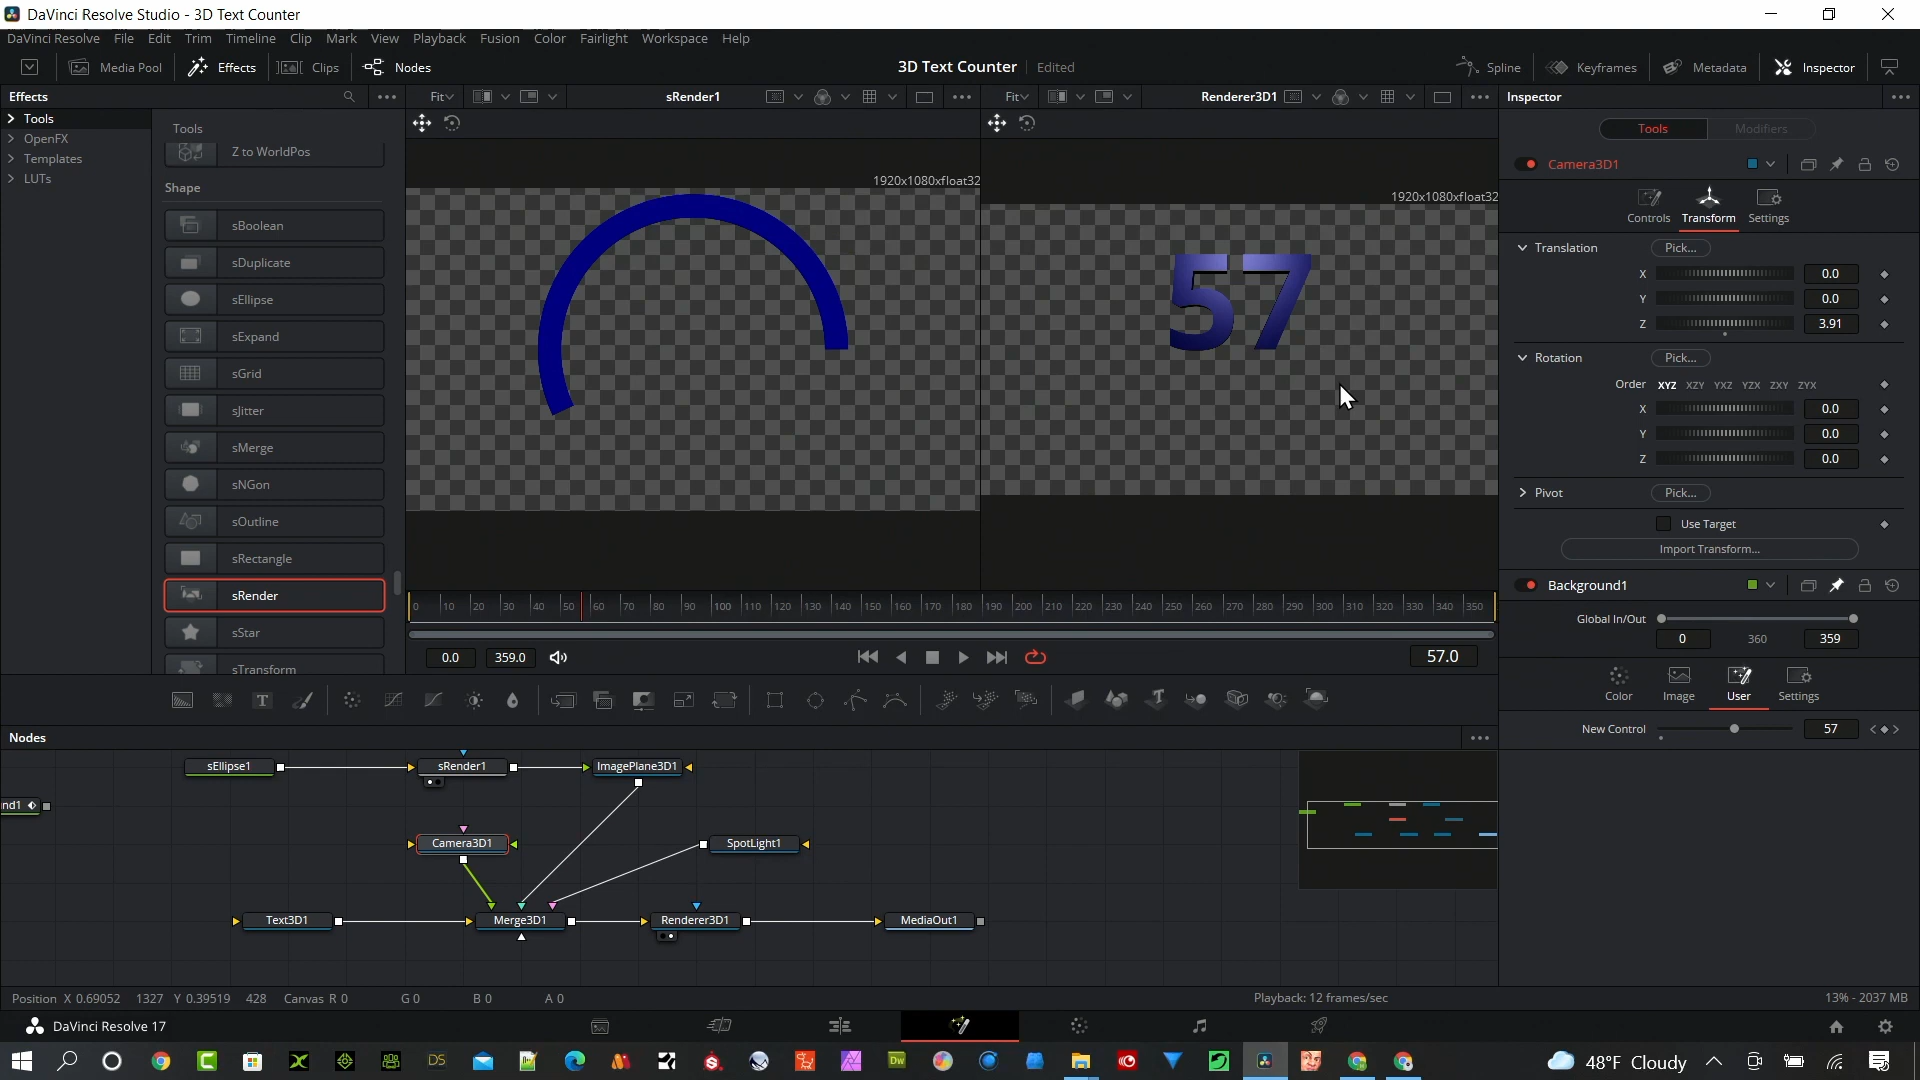 DaVinci Resolve Studio - 3D Text Counter
DaVinci Resolve File Edit Trim Timeline Clip Mark View Playback Fusion Color Fairlight Workspace Help
Media Pool Effects Clips Nodes 3D Text Counter Edited Spline Keyframes Metadata Inspector
Effects Fit sRender1 Fit Renderer3D1 Inspector
Tools
OpenFX
Templates
LUTs
Tools
Z to WorldPos
Shape
sBoolean
sDuplicate
sEllipse
sExpand
sGrid
sJitter
sMerge
sNGon
sOutline
sRectangle
sRender
sStar
sTransform
1920x1080xfloat32
1920x1080xfloat32
57
Tools Modifiers
Camera3D1
Controls Transform Settings
Translation Pick...
X 0.0
Y 0.0
Z 3.91
Rotation Pick...
Order XYZ XZY YXZ YZX ZXY ZYX
X 0.0
Y 0.0
Z 0.0
Pivot Pick...
Use Target
Import Transform...
Background1
Global In/Out
0 360 359
Color Image User Settings
New Control 57
0 10 20 30 40 50 60 70 80 90 100 110 120 130 140 150 160 170 180 190 200 210 220 230 240 250 260 270 280 290 300 310 320 330 340 350
0.0 359.0 57.0
Nodes
sEllipse1 sRender1 ImagePlane3D1
nd1
Camera3D1 SpotLight1
Text3D1 Merge3D1 Renderer3D1 MediaOut1
Position X 0.69052 1327 Y 0.39519 428 Canvas R 0 G 0 B 0 A 0 Playback: 12 frames/sec 13% - 2037 MB
DaVinci Resolve 17
DS Dw 48°F Cloudy